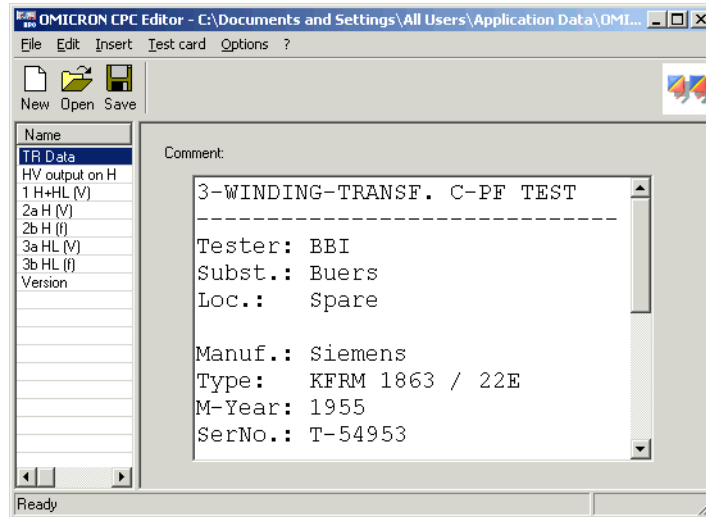 OMICRON CPC Editor - C:\Documents and Settings\All Users\Application Data\OMI...
File Edit Insert Test card Options ?
New Open Save
Name
TR Data
HV output on H
1 H+HL (V)
2a H (V)
2b H (f)
3a HL (V)
3b HL (f)
Version
Comment:
3-WINDING-TRANSF. C-PF TEST
------------------------------
Tester: BBI
Subst.: Buers
Loc.: Spare
Manuf.: Siemens
Type: KFRM 1863 / 22E
M-Year: 1955
SerNo.: T-54953
Ready